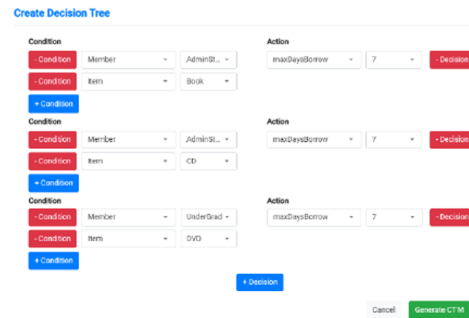 Create Decision Tree
Condition Action
- Condition Member AdminSt... maxDaysBorrow 7 - Decision
- Condition Item Book
+ Condition
Condition Action
- Condition Member AdminSt... maxDaysBorrow 7 - Decision
- Condition Item CD
+ Condition
Condition Action
- Condition Member UnderGrad maxDaysBorrow 7 - Decision
- Condition Item DVD
+ Condition
+ Decision
Cancel Generate CTM